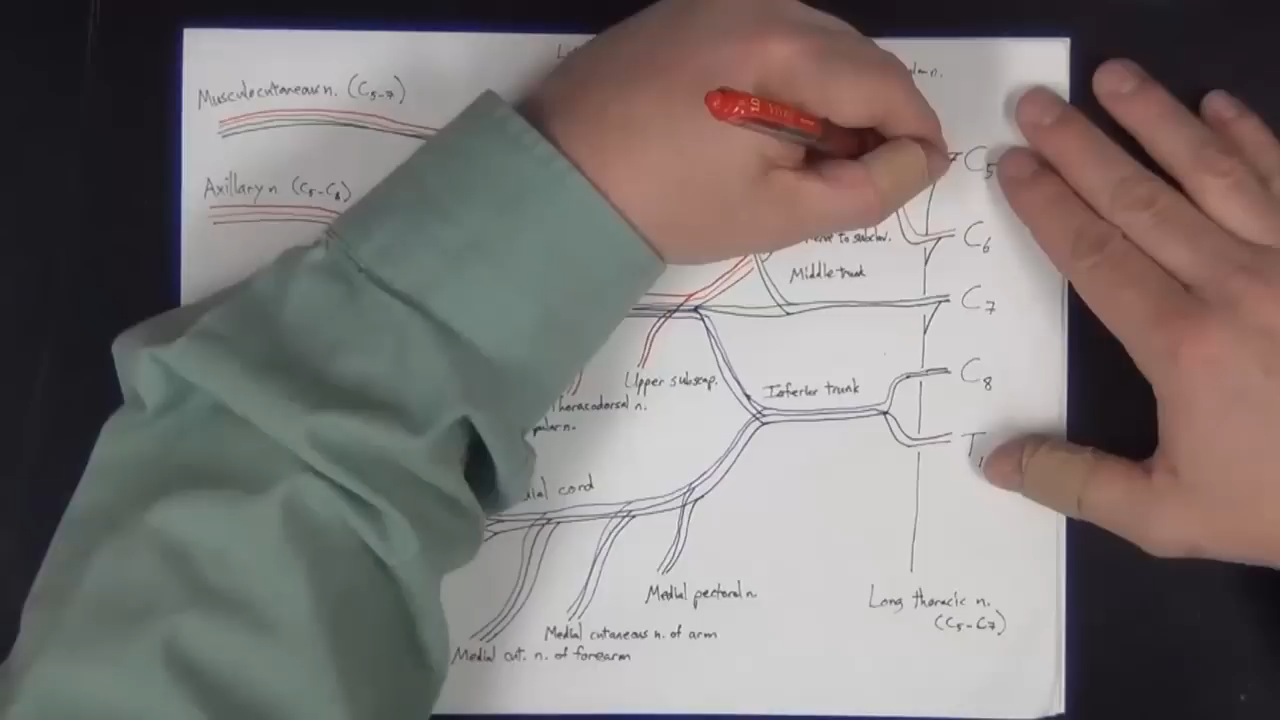 Musculocutaneous n. (C5-7)
Axillary n (C5-C6)
C5
C6
Middle trunk
C7
Upper subscap.
Inferior trunk
C8
Thoracodorsal n.
T1
cord
Medial pectoral n.
Long thoracic n.
(C5-C7)
Medial cutaneous n. of arm
Medial cut. n. of forearm